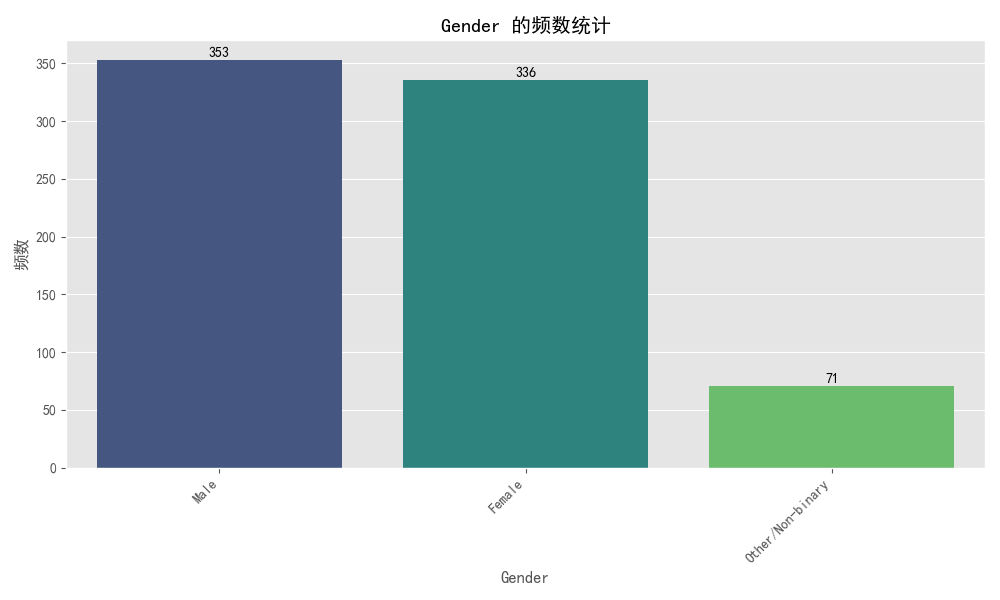 Gender 的频数统计
353
336
71
350
300
250
200
150
100
50
0
频数
Male
Female
Other/Non-binary
Gender